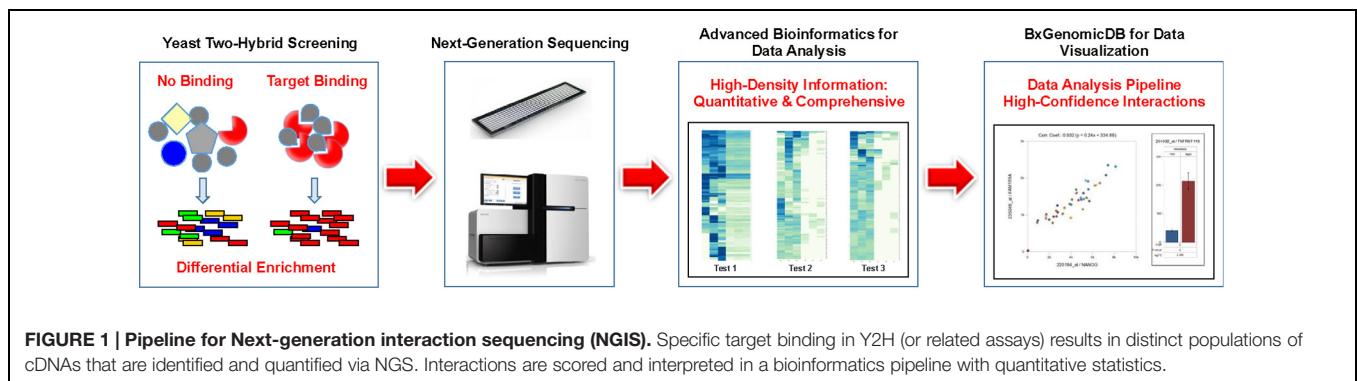 Yeast Two-Hybrid Screening
No Binding
Target Binding
Differential Enrichment
Next-Generation Sequencing
Advanced Bioinformatics for
Data Analysis
High-Density Information:
Quantitative & Comprehensive
Test 1
Test 2
Test 3
BxGenomicDB for Data
Visualization
Data Analysis Pipeline
High-Confidence Interactions
FIGURE 1 | Pipeline for Next-generation interaction sequencing (NGIS). Specific target binding in Y2H (or related assays) results in distinct populations of
cDNAs that are identified and quantified via NGS. Interactions are scored and interpreted in a bioinformatics pipeline with quantitative statistics.